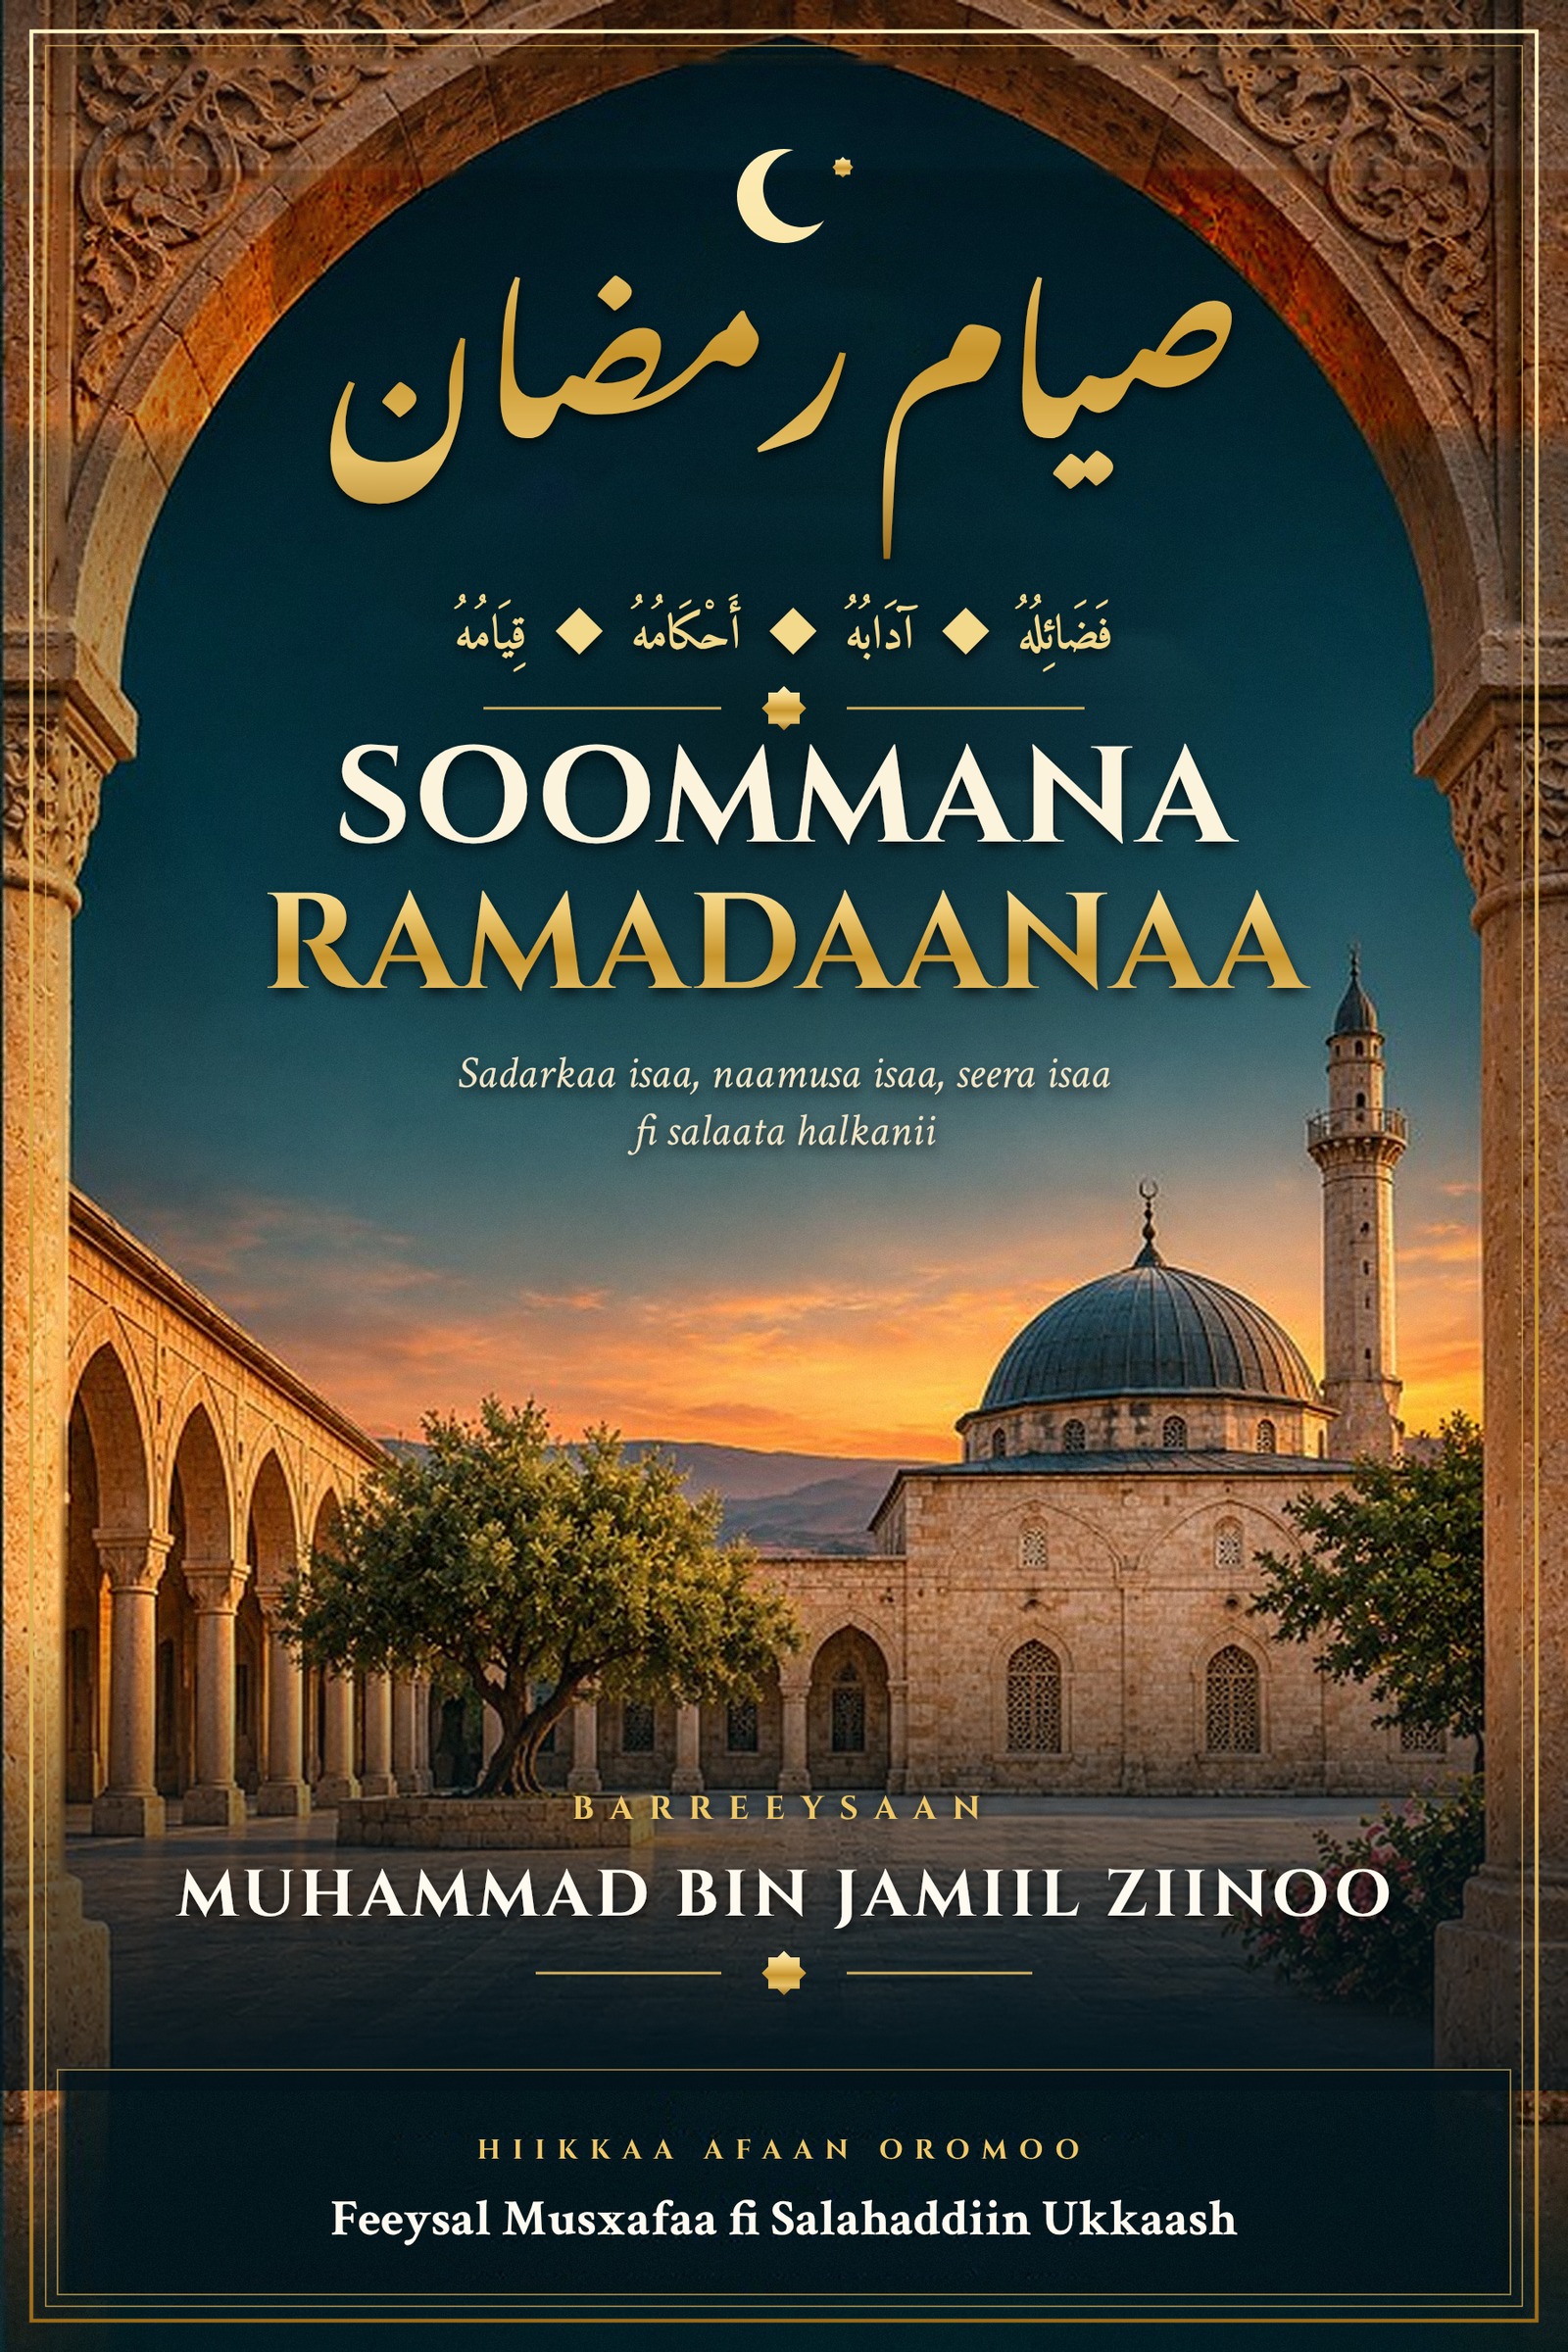 صيام رمضان
فَضَائِلُهُ ◆ آدَابُهُ ◆ أَحْكَامُهُ ◆ قِيَامُهُ
SOOMMANA
RAMADAANAA
Sadarkaa isaa, naamusa isaa, seera isaa
fi salaata halkanii
BARREEYSAAN
MUHAMMAD BIN JAMIIL ZIINOO
HIIKKAA AFAAN OROMOO
Feeysal Musxafaa fi Salahaddiin Ukkaash